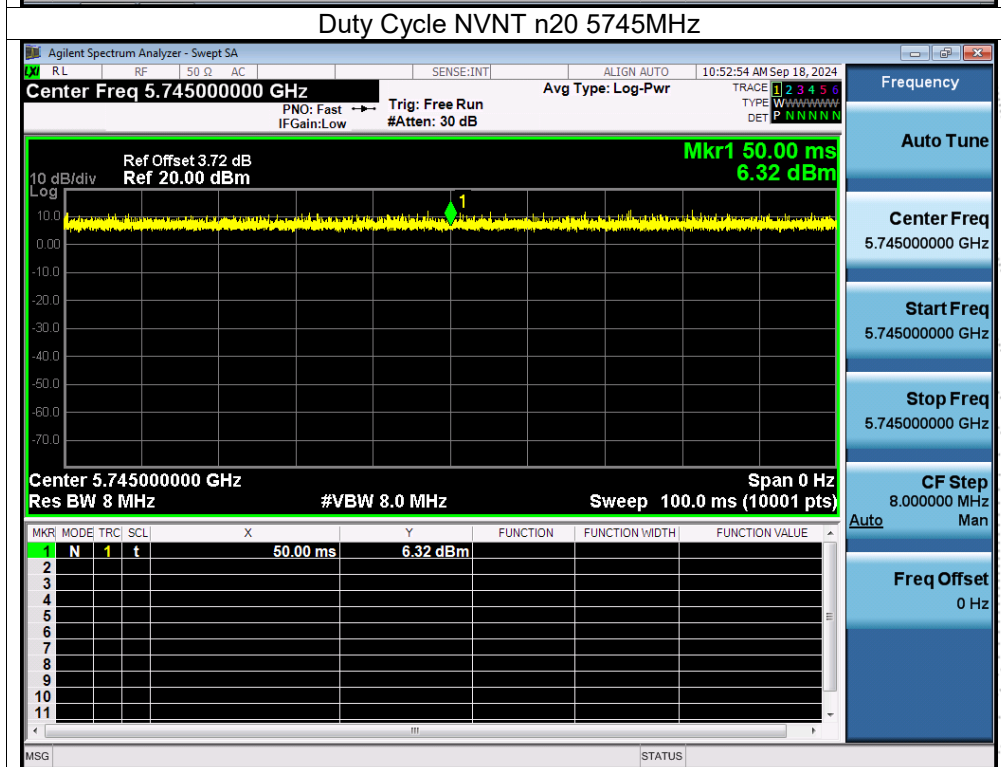 Duty Cycle NVNT n20 5745MHz
Agilent Spectrum Analyzer - Swept SA
LXI RL RF 50 Ω AC SENSE:INT ALIGN AUTO 10:52:54 AM Sep 18, 2024
Center Freq 5.745000000 GHz Avg Type: Log-Pwr TRACE 1 2 3 4 5 6
PNO: Fast Trig: Free Run TYPE WWWWWW
IFGain:Low #Atten: 30 dB DET P N N N N N
Ref Offset 3.72 dB Mkr1 50.00 ms
10 dB/div Ref 20.00 dBm 6.32 dBm
Log
1
10.0
0.00
-10.0
-20.0
-30.0
-40.0
-50.0
-60.0
-70.0
Center 5.745000000 GHz Span 0 Hz
Res BW 8 MHz #VBW 8.0 MHz Sweep 100.0 ms (10001 pts)
MKR MODE TRC SCL X Y FUNCTION FUNCTION WIDTH FUNCTION VALUE
1 N 1 t 50.00 ms 6.32 dBm
2
3
4
5
6
7
8
9
10
11
MSG STATUS
Frequency
Auto Tune
Center Freq
5.745000000 GHz
Start Freq
5.745000000 GHz
Stop Freq
5.745000000 GHz
CF Step
8.000000 MHz
Auto Man
Freq Offset
0 Hz